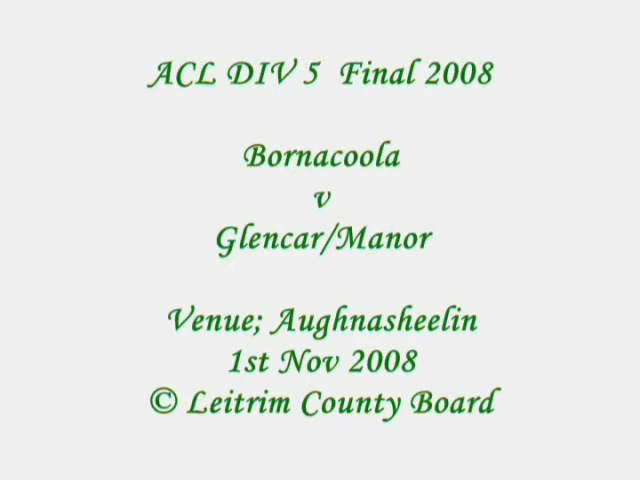 ACL DIV 5 Final 2008
Bornacoola
v
Glencar/Manor
Venue; Aughnasheelin
1st Nov 2008
© Leitrim County Board